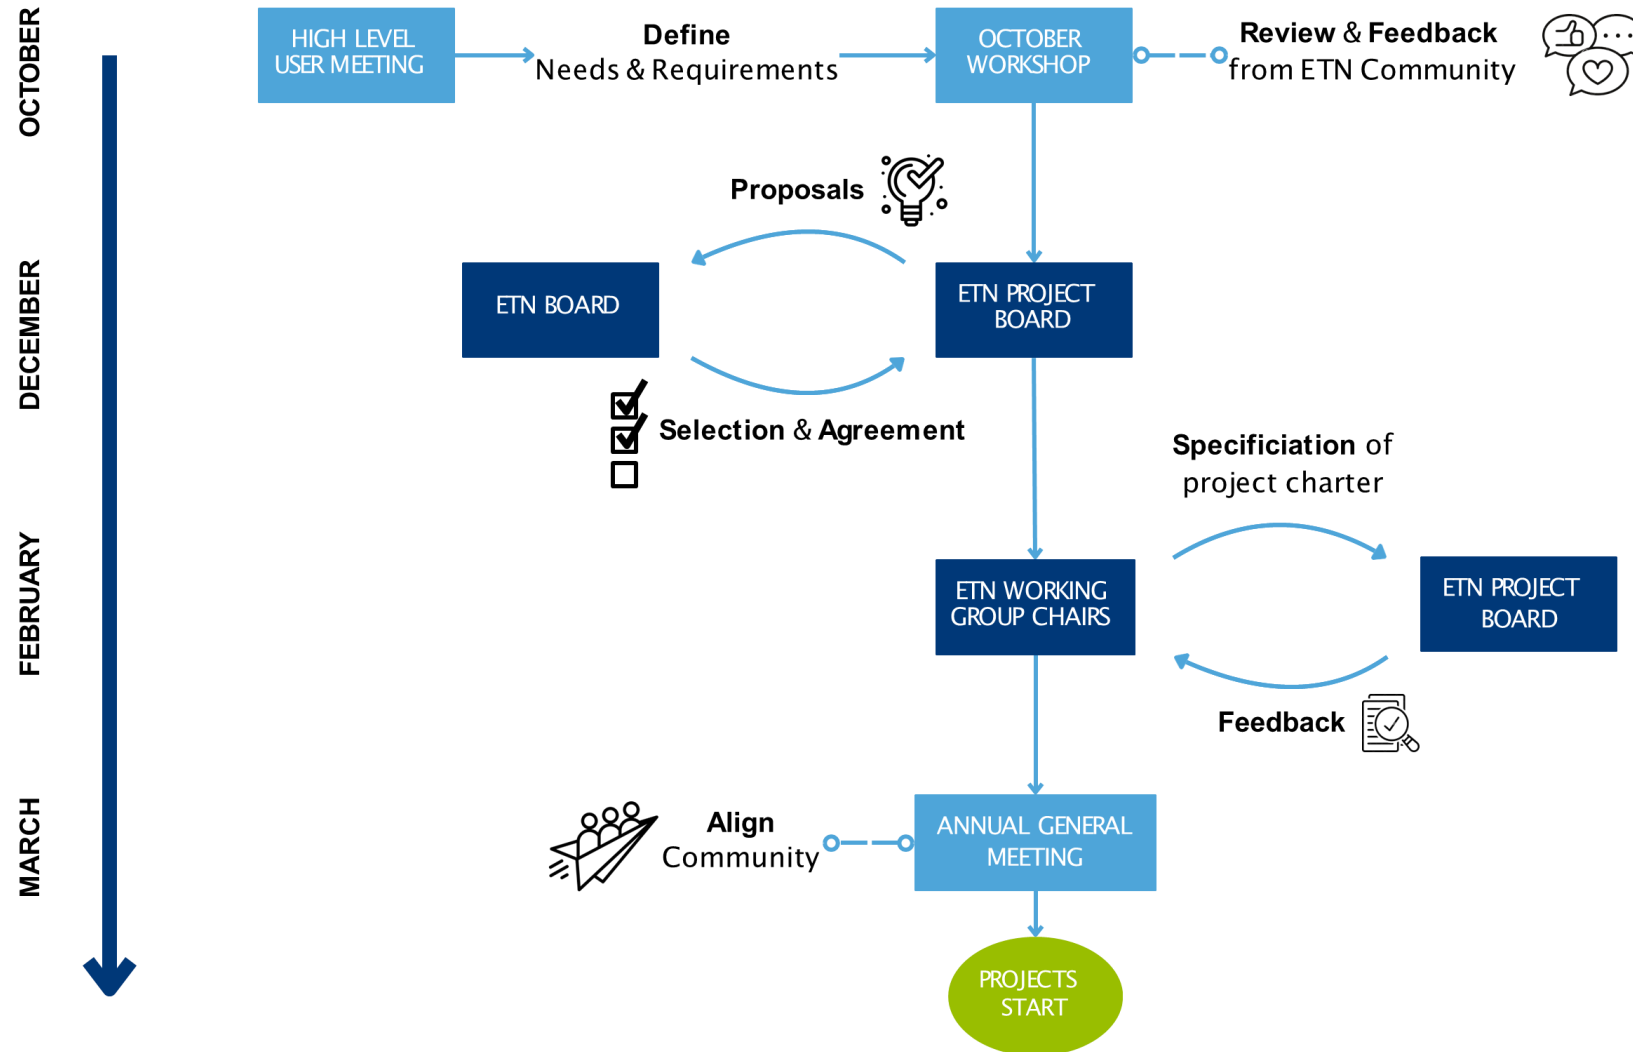 OCTOBER
HIGH LEVEL
USER MEETING
Define
Needs & Requirements
OCTOBER
WORKSHOP
Review & Feedback
from ETN Community
Proposals
DECEMBER
ETN BOARD
ETN PROJECT
BOARD
Selection & Agreement
Specificiation of
project charter
FEBRUARY
ETN WORKING
GROUP CHAIRS
ETN PROJECT
BOARD
Feedback
MARCH
Align
Community
ANNUAL GENERAL
MEETING
PROJECTS
START